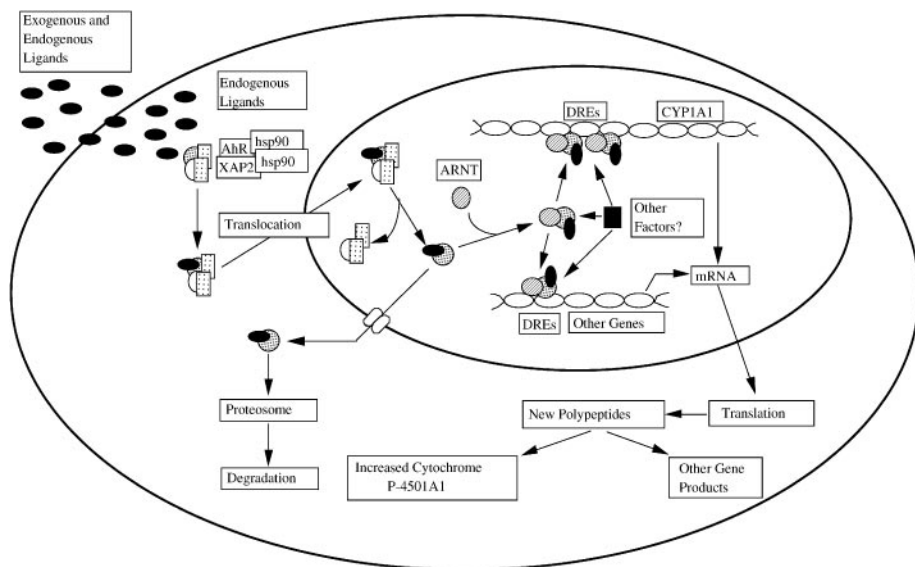 Exogenous and
Endogenous
Ligands
Endogenous
Ligands
AhR
hsp90
XAP2
hsp90
Translocation
ARNT
DREs
CYP1A1
Other
Factors?
mRNA
DREs
Other Genes
Proteosome
Degradation
New Polypeptides
Translation
Increased Cytochrome
P-4501A1
Other Gene
Products